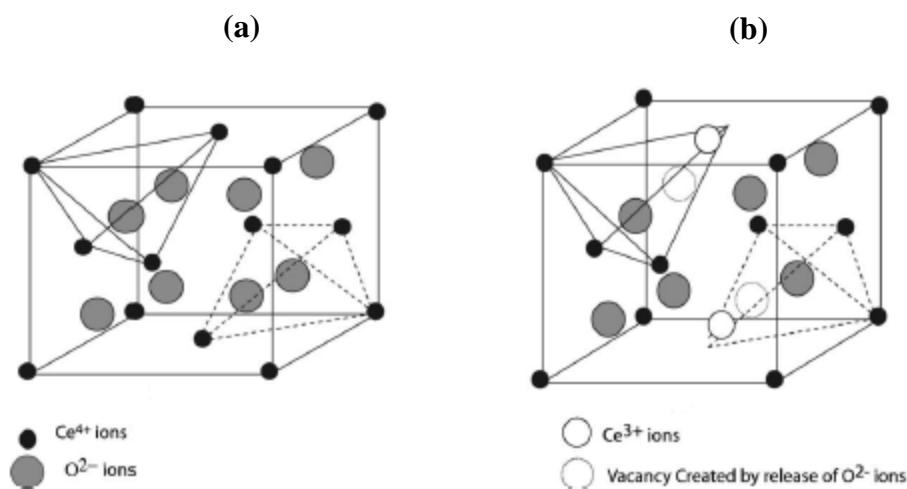 (a)
(b)
Ce⁴⁺ ions
O²⁻ ions
Ce³⁺ ions
Vacancy Created by release of O²⁻ ions